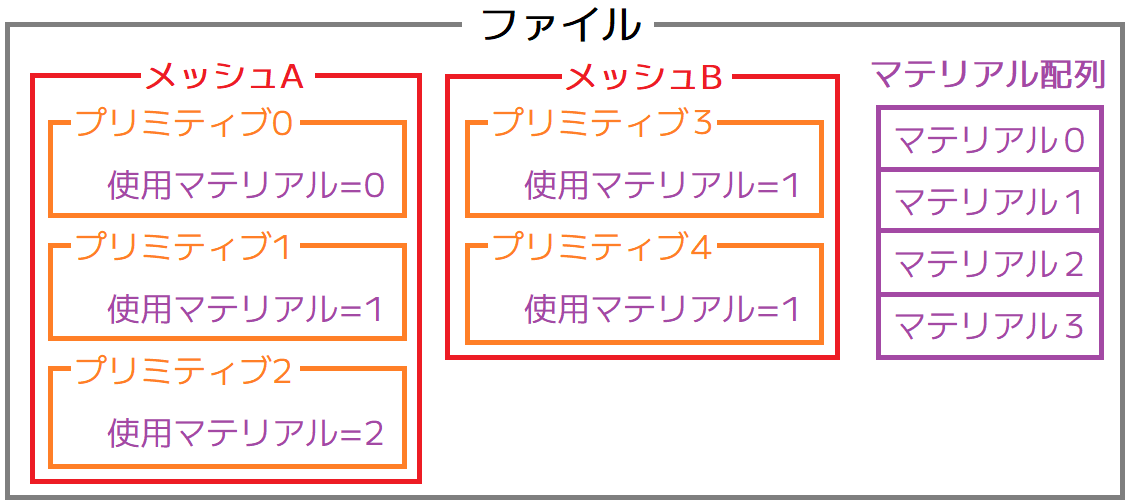 ファイル
メッシュA
プリミティブ0
使用マテリアル=0
プリミティブ1
使用マテリアル=1
プリミティブ2
使用マテリアル=2
メッシュB
プリミティブ3
使用マテリアル=1
プリミティブ4
使用マテリアル=1
マテリアル配列
マテリアル0
マテリアル1
マテリアル2
マテリアル3